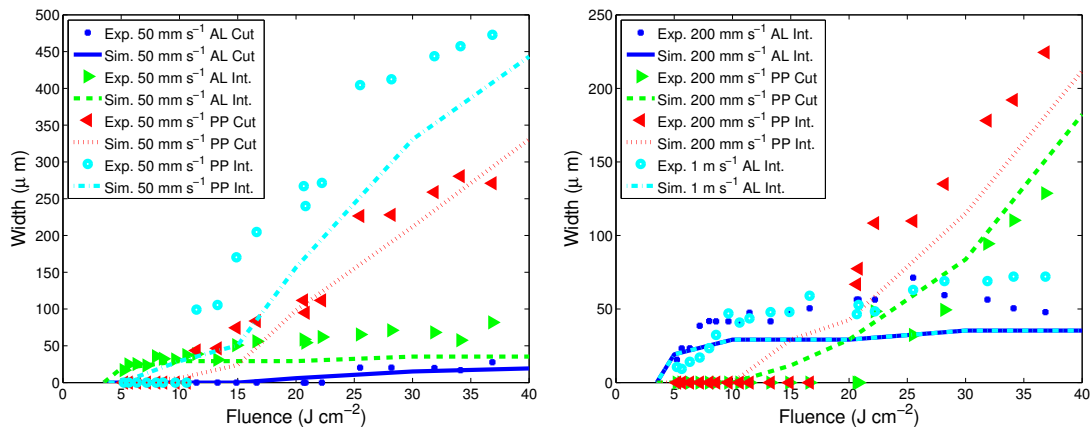 500
450
400
350
300
250
200
150
100
50
0
Width (μ m)
Exp. 50 mm s⁻¹ AL Cut
Sim. 50 mm s⁻¹ AL Cut
Exp. 50 mm s⁻¹ AL Int.
Sim. 50 mm s⁻¹ AL Int.
Exp. 50 mm s⁻¹ PP Cut
Sim. 50 mm s⁻¹ PP Cut
Exp. 50 mm s⁻¹ PP Int.
Sim. 50 mm s⁻¹ PP Int.
0 5 10 15 20 25 30 35 40
Fluence (J cm⁻²)
250
200
150
100
50
0
Width (μ m)
Exp. 200 mm s⁻¹ AL Int.
Sim. 200 mm s⁻¹ AL Int.
Exp. 200 mm s⁻¹ PP Cut
Sim. 200 mm s⁻¹ PP Cut
Exp. 200 mm s⁻¹ PP Int.
Sim. 200 mm s⁻¹ PP Int.
Exp. 1 m s⁻¹ AL Int.
Sim. 1 m s⁻¹ AL Int.
0 5 10 15 20 25 30 35 40
Fluence (J cm⁻²)